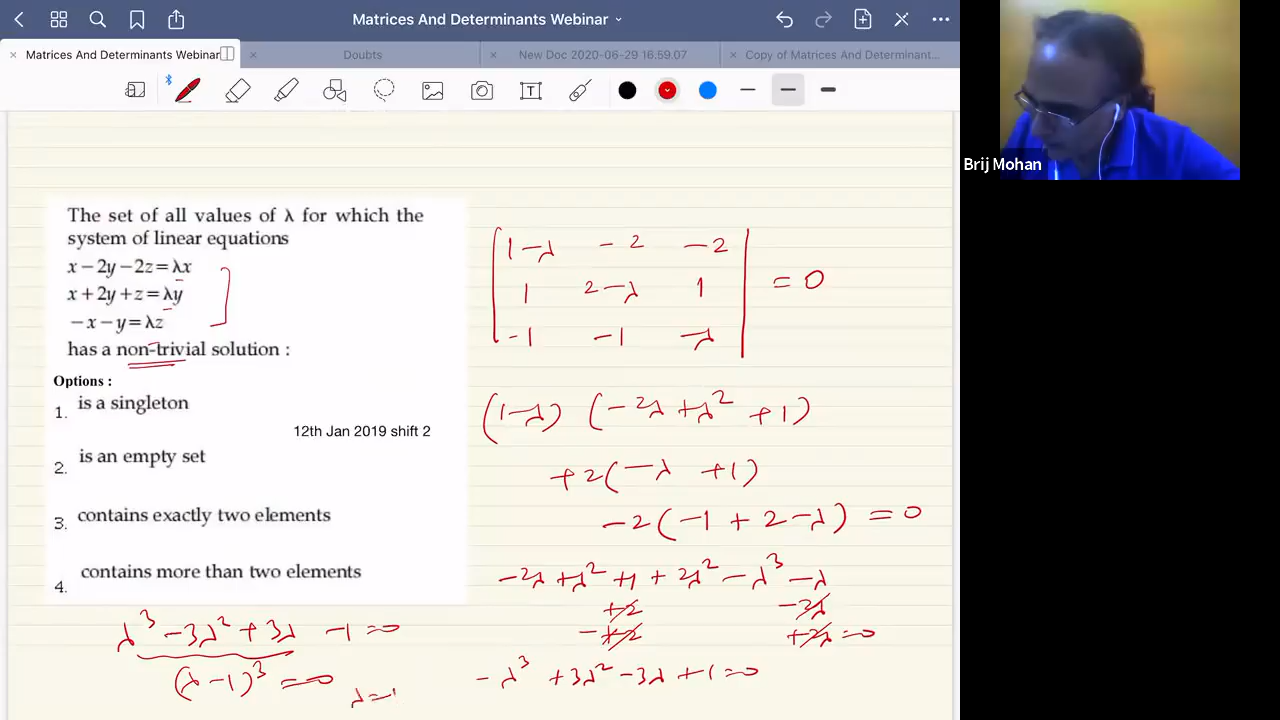 Matrices And Determinants Webinar
Matrices And Determinants Webinar
Doubts
New Doc 2020-06-29 16:59.07
Copy of Matrices And Determinant...
Brij Mohan
The set of all values of λ for which the
system of linear equations
x − 2y − 2z = λx
x + 2y + z = λy
−x − y = λz
has a non-trivial solution :
Options :
1. is a singleton
12th Jan 2019 shift 2
2. is an empty set
3. contains exactly two elements
4. contains more than two elements
λ³ − 3λ² + 3λ − 1 = 0
(λ − 1)³ = 0
λ = 1
1−λ −2 −2
1 2−λ 1 = 0
−1 −1 −λ
(1−λ) (−2λ + λ² + 1)
+2(−λ + 1)
−2(−1 + 2 − λ) = 0
−2λ + λ² + 1 + 2λ² − λ³ − λ
+2 −2λ
−+2 +2λ = 0
−λ³ + 3λ² − 3λ + 1 = 0